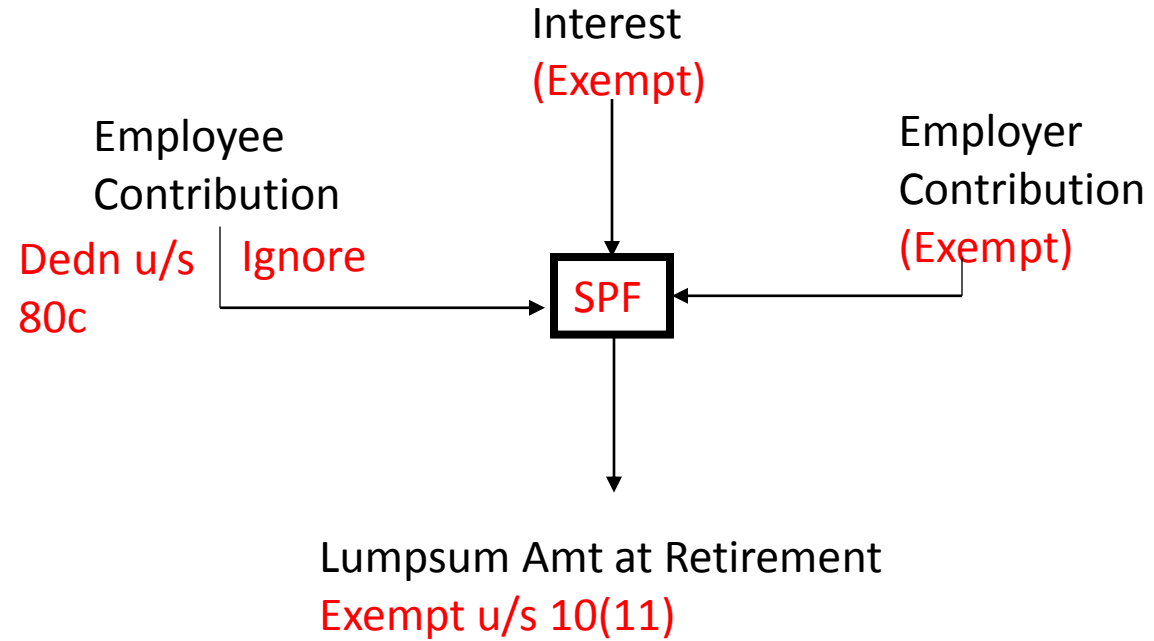 Interest
(Exempt)
Employee
Contribution
Dedn u/s
80c
Ignore
Employer
Contribution
(Exempt)
SPF
Lumpsum Amt at Retirement
Exempt u/s 10(11)